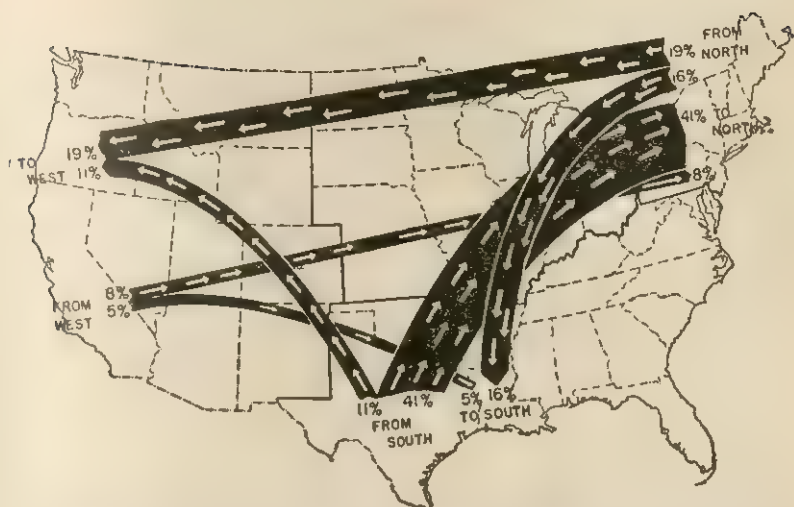 FROM
19% NORTH
16%
41% TO
NORTH
8%
19%
TO 11%
WEST
8%
FROM 5%
WEST
11% 41% 5% 16%
FROM TO SOUTH
SOUTH